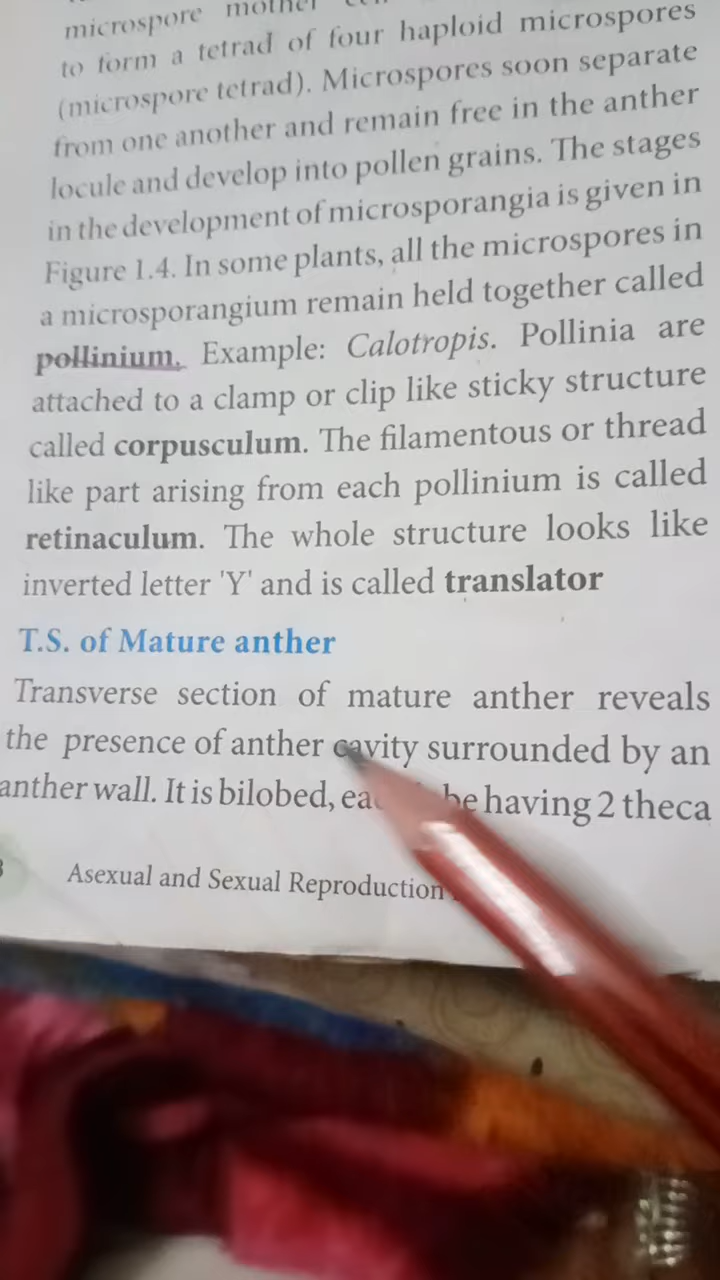 microspore mother
to form a tetrad of four haploid microspores
(microspore tetrad). Microspores soon separate
from one another and remain free in the anther
locule and develop into pollen grains. The stages
in the development of microsporangia is given in
Figure 1.4. In some plants, all the microspores in
a microsporangium remain held together called
pollinium. Example: Calotropis. Pollinia are
attached to a clamp or clip like sticky structure
called corpusculum. The filamentous or thread
like part arising from each pollinium is called
retinaculum. The whole structure looks like
inverted letter 'Y' and is called translator
T.S. of Mature anther
Transverse section of mature anther reveals
the presence of anther cavity surrounded by an
anther wall. It is bilobed, having 2 theca
Asexual and Sexual Reproduction